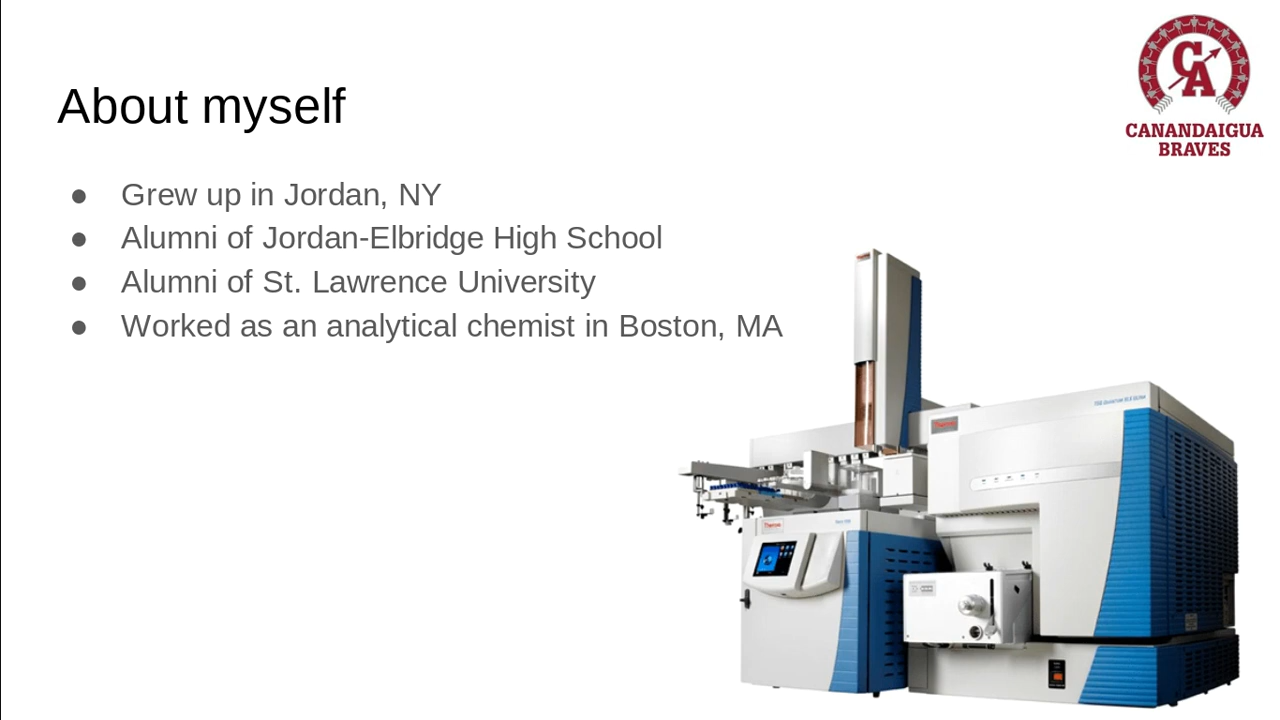 CA
CANANDAIGUA
BRAVES
About myself
● Grew up in Jordan, NY
● Alumni of Jordan-Elbridge High School
● Alumni of St. Lawrence University
● Worked as an analytical chemist in Boston, MA
Thermo
Thermo